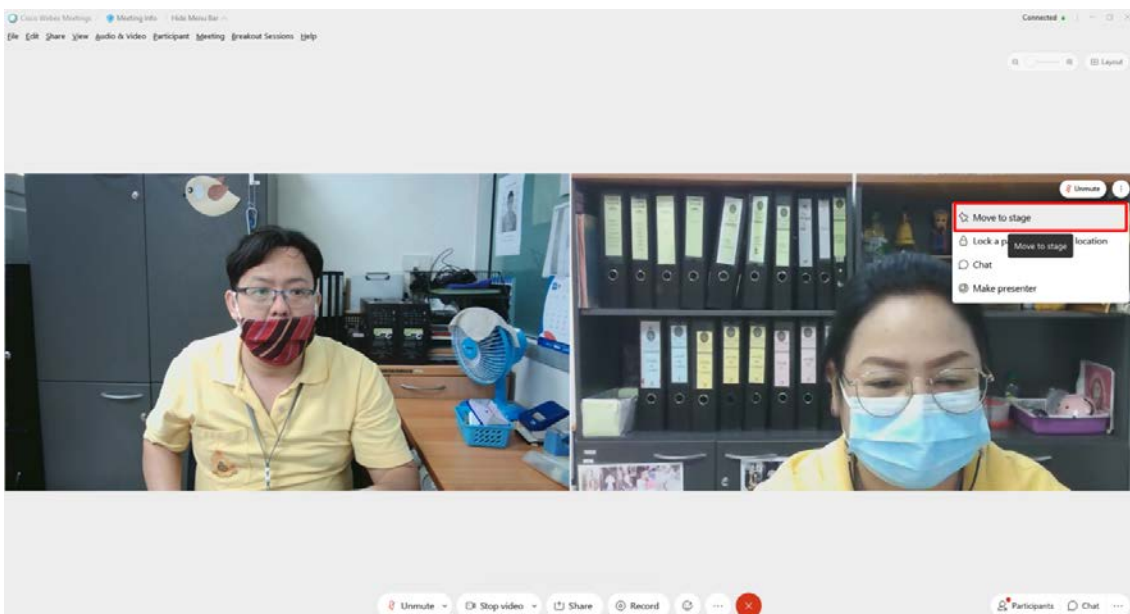 Cisco Webex Meetings Meeting Info Hide Menu Bar
Connected
File Edit Share View Audio & Video Participant Meeting Breakout Sessions Help
Layout
Unmute
Move to stage
Lock a pa Move to stage location
Chat
Make presenter
Unmute Stop video Share Record
Participants Chat